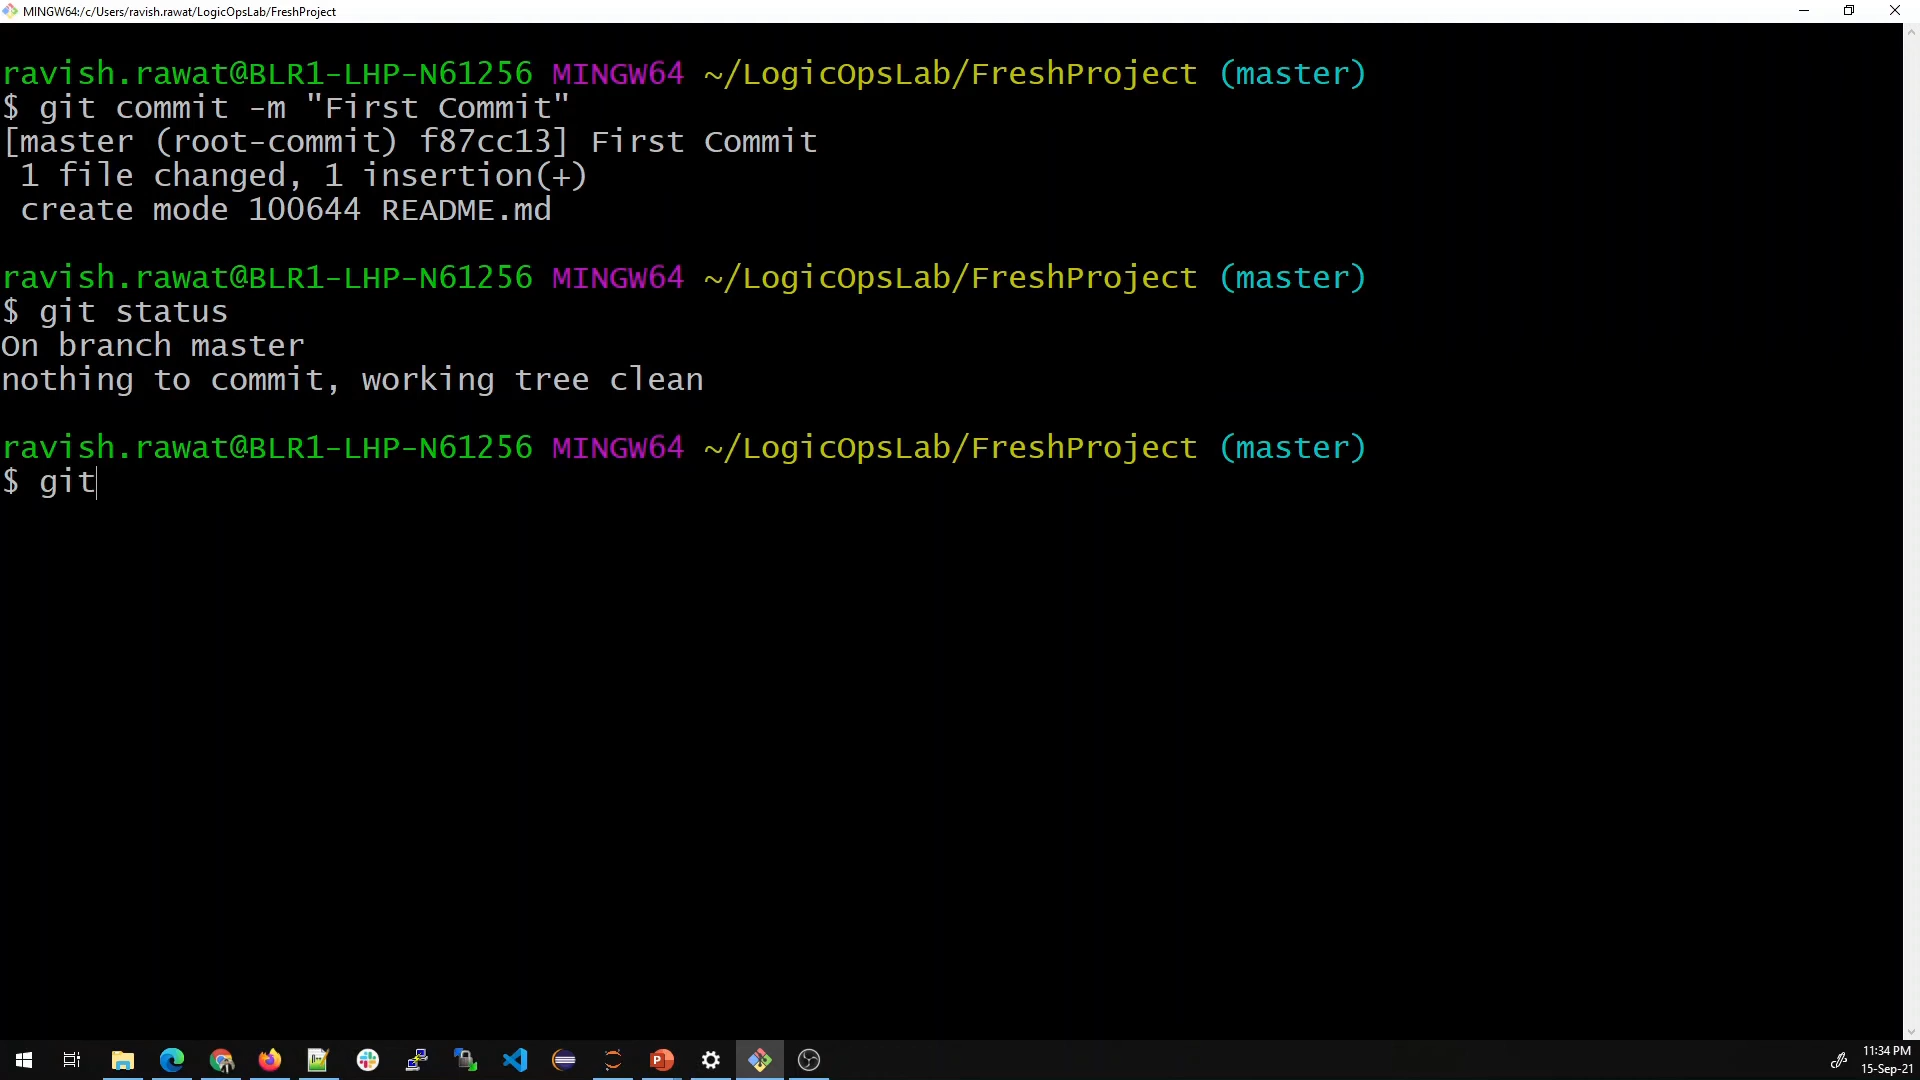 MINGW64:/c/Users/ravish.rawat/LogicOpsLab/FreshProject
ravish.rawat@BLR1-LHP-N61256 MINGW64 ~/LogicOpsLab/FreshProject (master)
$ git commit -m "First Commit"
[master (root-commit) f87cc13] First Commit
 1 file changed, 1 insertion(+)
 create mode 100644 README.md
ravish.rawat@BLR1-LHP-N61256 MINGW64 ~/LogicOpsLab/FreshProject (master)
$ git status
On branch master
nothing to commit, working tree clean
ravish.rawat@BLR1-LHP-N61256 MINGW64 ~/LogicOpsLab/FreshProject (master)
$ git
11:34 PM
15-Sep-21